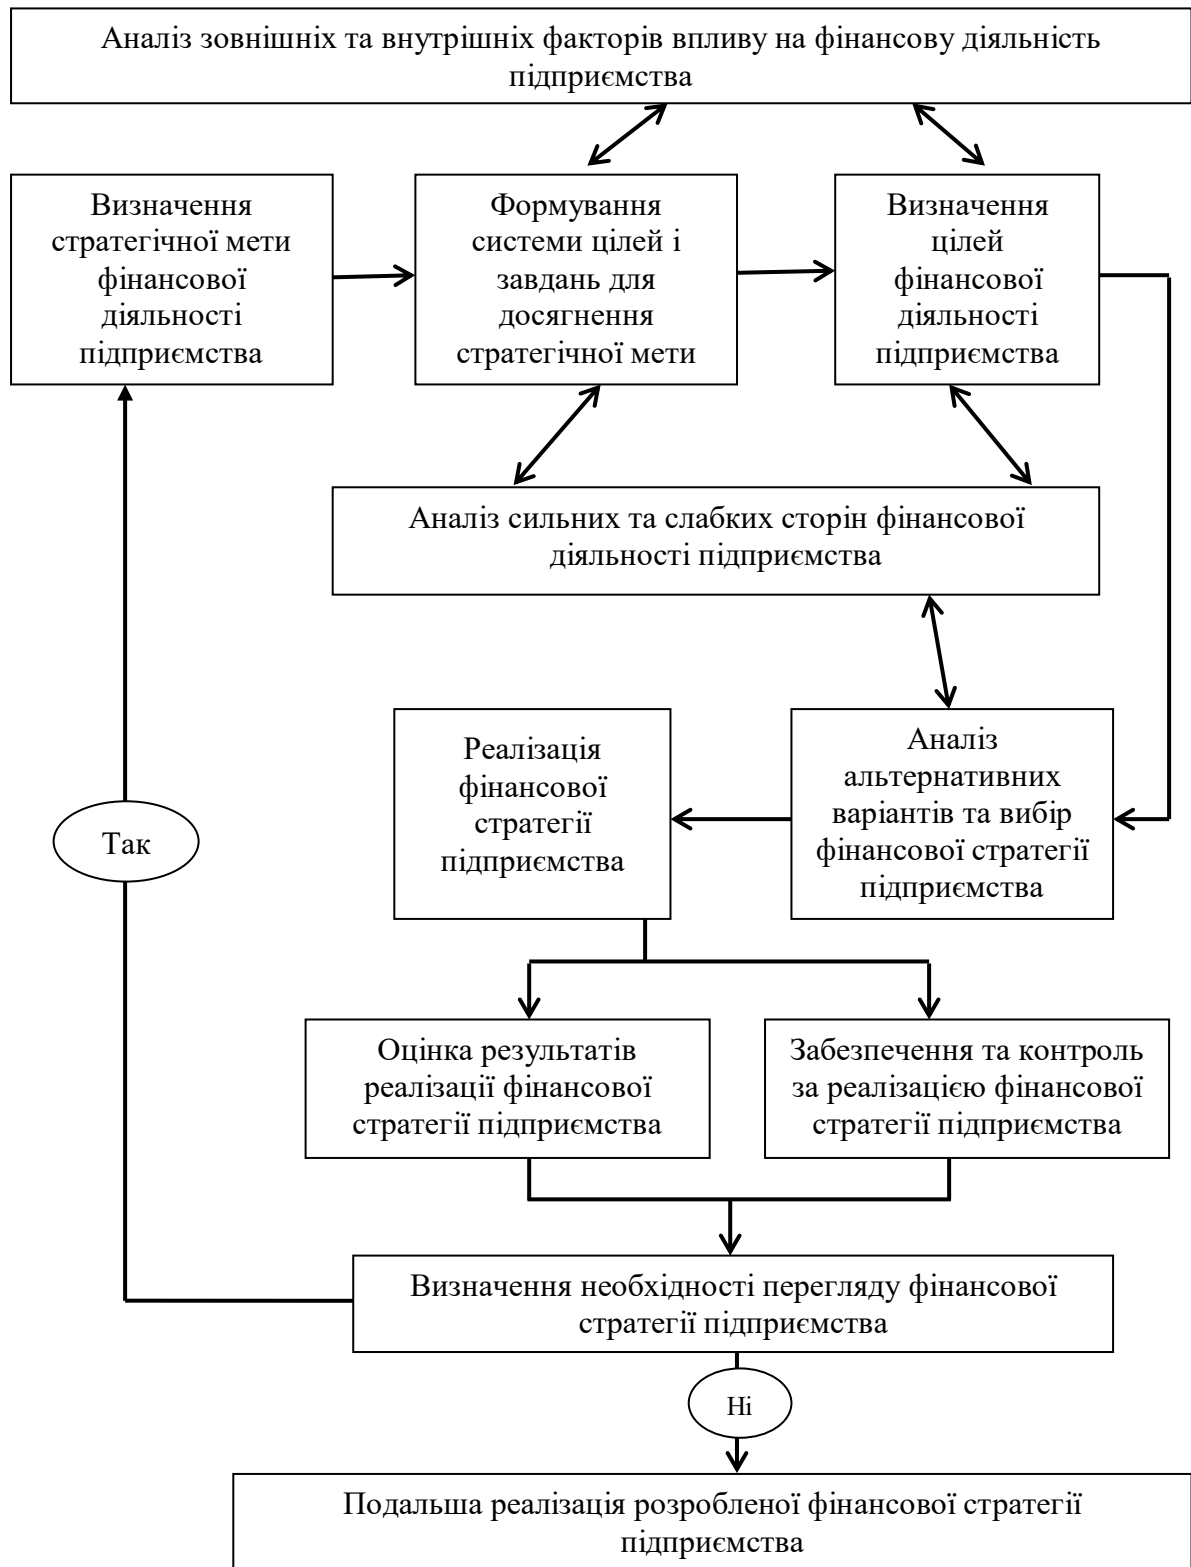 Аналіз зовнішніх та внутрішніх факторів впливу на фінансову діяльність
підприємства
Визначення
стратегічної мети
фінансової
діяльності
підприємства
Формування
системи цілей і
завдань для
досягнення
стратегічної мети
Визначення
цілей
фінансової
діяльності
підприємства
Аналіз сильних та слабких сторін фінансової
діяльності підприємства
Реалізація
фінансової
стратегії
підприємства
Аналіз
альтернативних
варіантів та вибір
фінансової стратегії
підприємства
Так
Оцінка результатів
реалізації фінансової
стратегії підприємства
Забезпечення та контроль
за реалізацією фінансової
стратегії підприємства
Визначення необхідності перегляду фінансової
стратегії підприємства
Ні
Подальша реалізація розробленої фінансової стратегії
підприємства